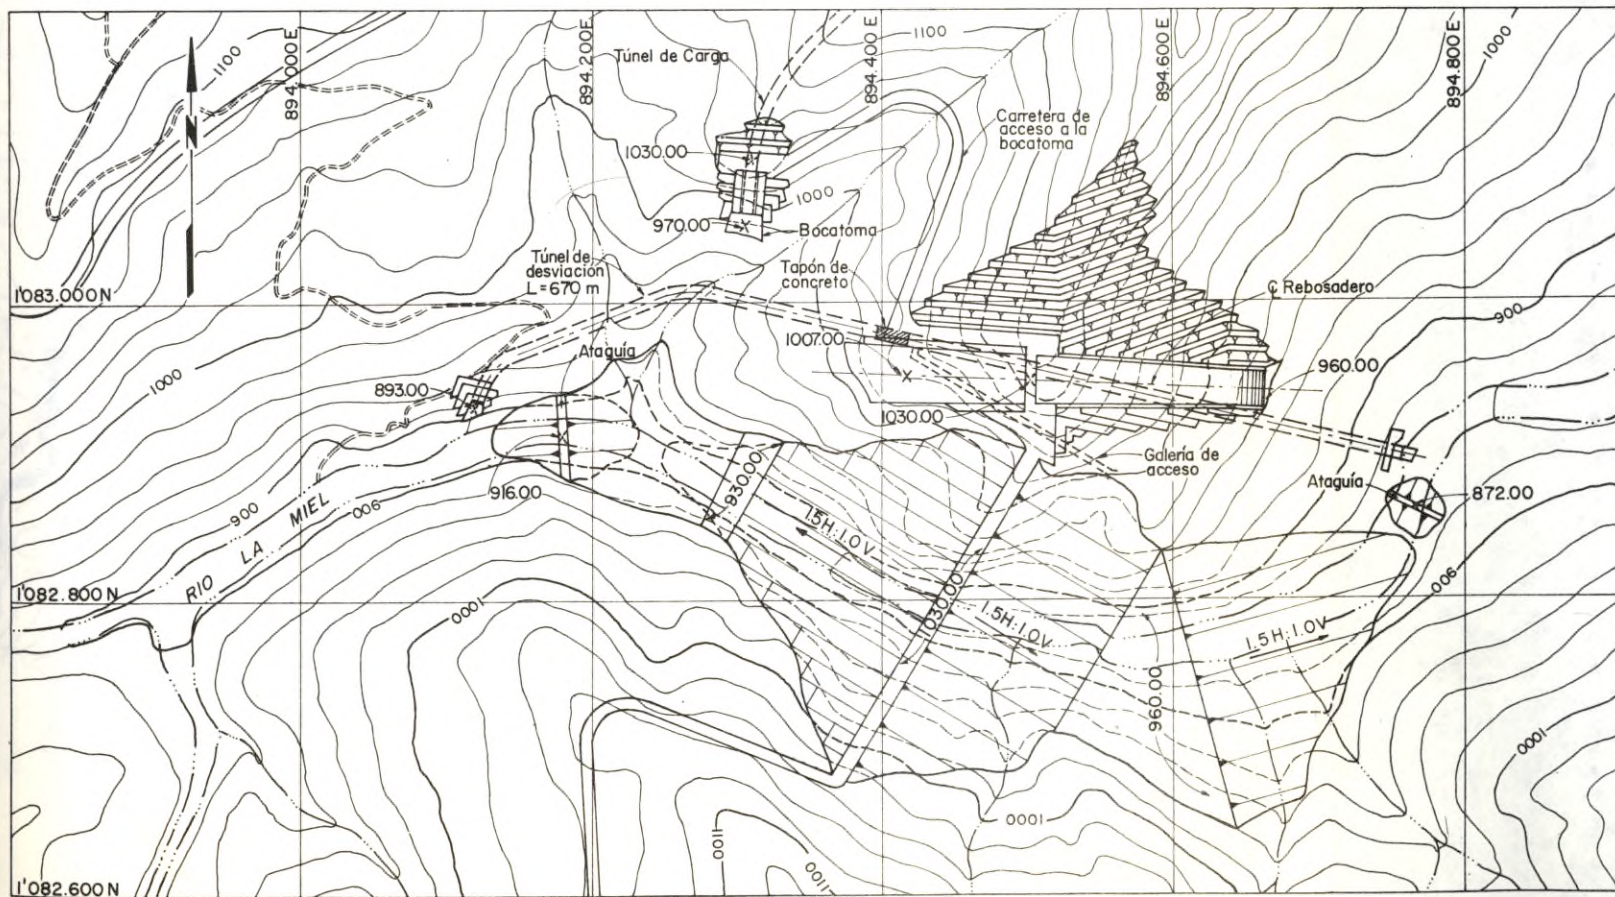 894.000 E
894.200 E
894.400 E
894.600 E
894.800 E
1100
1100
1000
Túnel de Carga
N
Carretera de
acceso a la
bocatoma
1030.00
1000
970.00
Bocatoma
Túnel de
desviación
L = 670 m
Tapón de
concreto
℄ Rebosadero
1'083.000 N
900
1007.00
Ataguía
960.00
1000
893.00
1030.00
Galería de
acceso
930.00
Ataguía
916.00
872.00
900
RIO LA MIEL
900
1.5H:1.0V
1'082.800 N
1000
1030.00
1.5H:1.0V
1.5H:1.0V
900
960.00
1000
1000
1100
1100
1'082.600 N